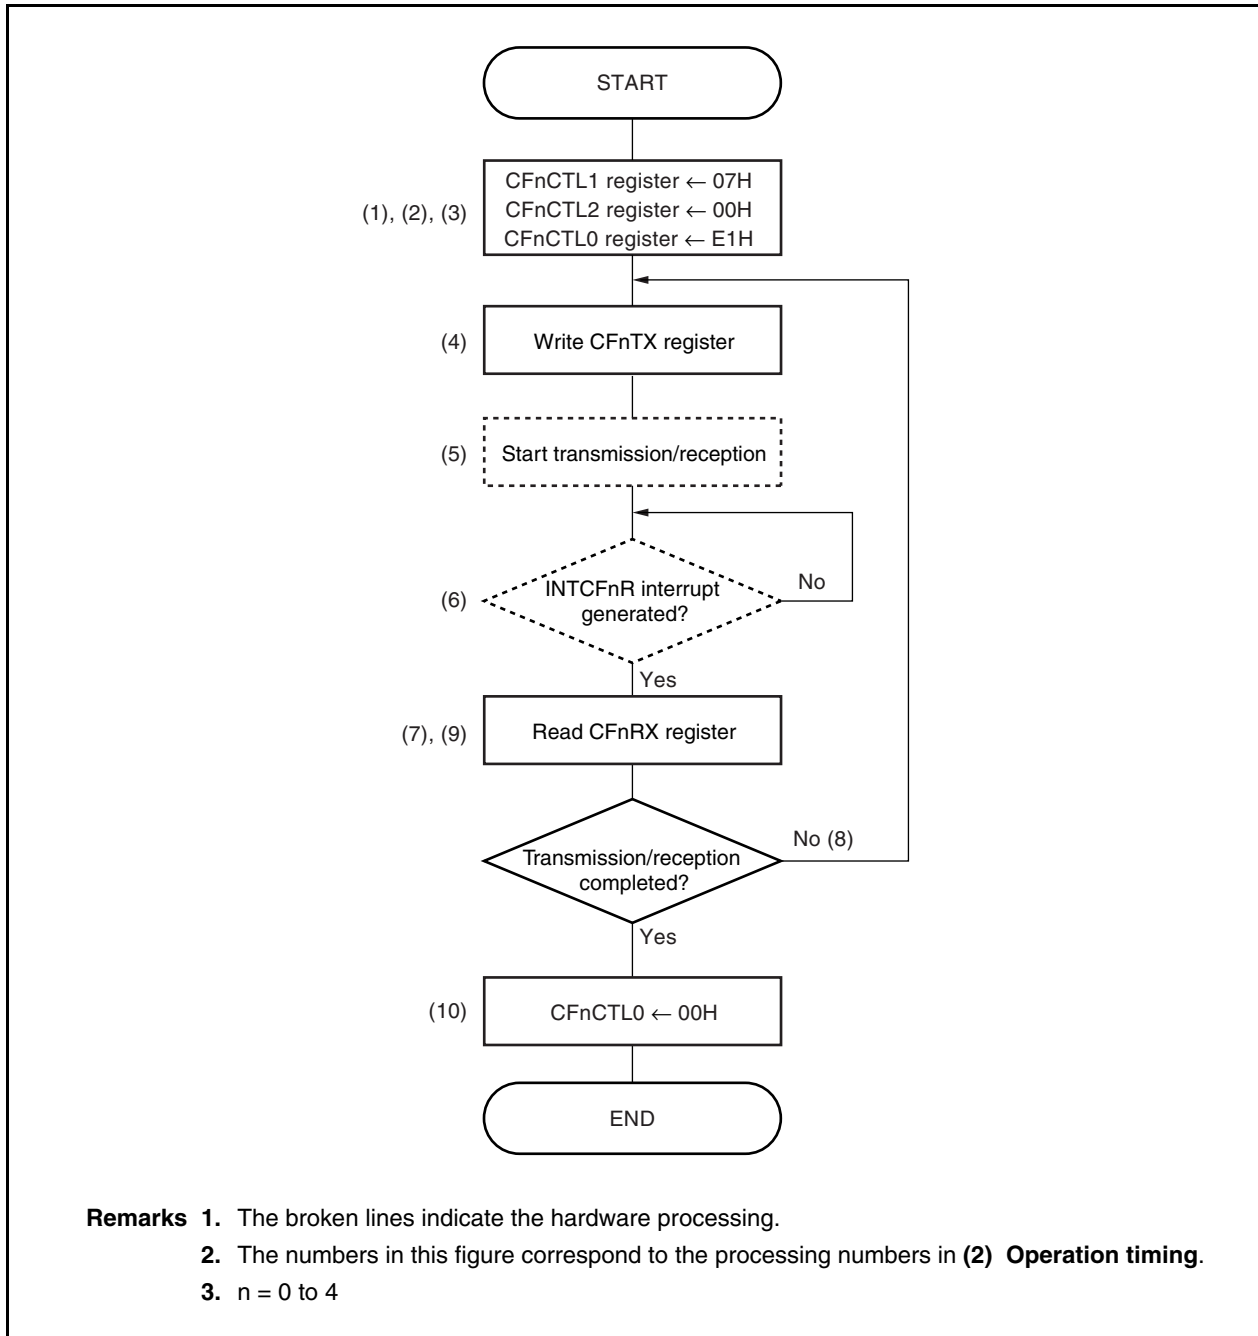 START
(1), (2), (3)
CFnCTL1 register ← 07H
CFnCTL2 register ← 00H
CFnCTL0 register ← E1H
(4)
Write CFnTX register
(5)
Start transmission/reception
(6)
INTCFnR interrupt
generated?
No
Yes
(7), (9)
Read CFnRX register
Transmission/reception
completed?
No (8)
Yes
(10)
CFnCTL0 ← 00H
END
Remarks 1. The broken lines indicate the hardware processing.
2. The numbers in this figure correspond to the processing numbers in (2) Operation timing.
3. n = 0 to 4